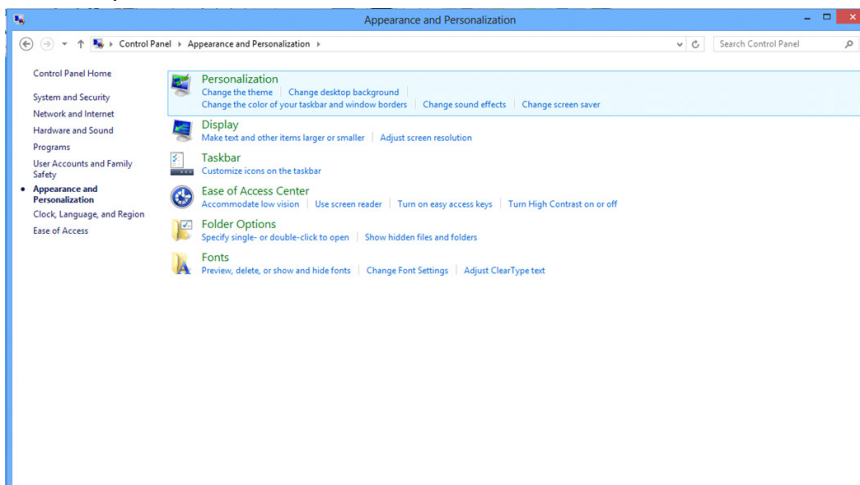 Appearance and Personalization
Control Panel Appearance and Personalization
Search Control Panel
Control Panel Home
System and Security
Network and Internet
Hardware and Sound
Programs
User Accounts and Family
Safety
Appearance and
Personalization
Clock, Language, and Region
Ease of Access
Personalization
Change the theme Change desktop background
Change the color of your taskbar and window borders Change sound effects Change screen saver
Display
Make text and other items larger or smaller Adjust screen resolution
Taskbar
Customize icons on the taskbar
Ease of Access Center
Accommodate low vision Use screen reader Turn on easy access keys Turn High Contrast on or off
Folder Options
Specify single- or double-click to open Show hidden files and folders
Fonts
Preview, delete, or show and hide fonts Change Font Settings Adjust ClearType text